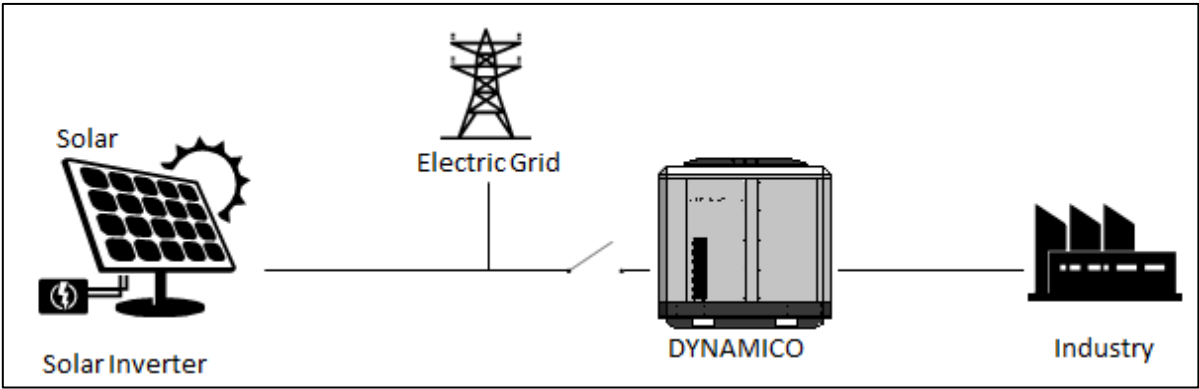 Solar
Electric Grid
Solar Inverter
DYNAMICO
Industry